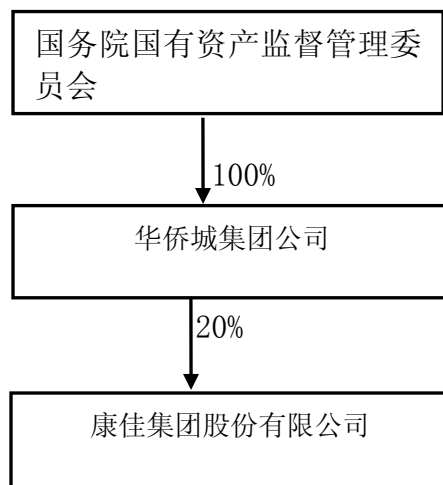 国务院国有资产监督管理委
员会
100%
华侨城集团公司
20%
康佳集团股份有限公司